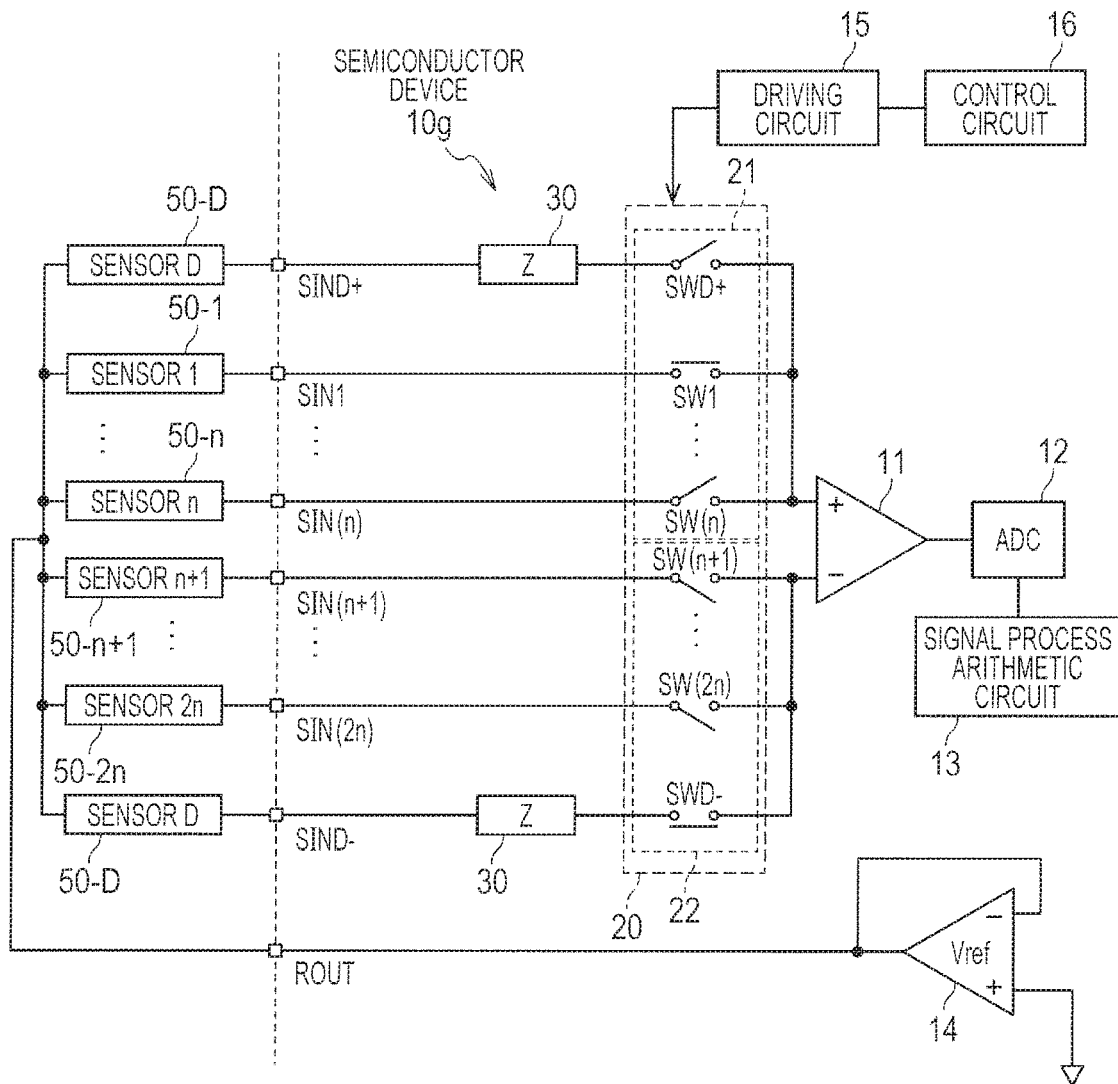 15
16
SEMICONDUCTOR
DEVICE
10g
DRIVING
CIRCUIT
CONTROL
CIRCUIT
21
50-D
30
SENSOR D
SIND+
Z
SWD+
50-1
SENSOR 1
SIN1
SW1
50-n
SENSOR n
SIN(n)
SW(n)
11
12
+
−
ADC
SENSOR n+1
SIN(n+1)
SW(n+1)
50-n+1
SIGNAL PROCESS
ARITHMETIC
CIRCUIT
13
SENSOR 2n
SIN(2n)
SW(2n)
50-2n
SENSOR D
SIND-
Z
SWD-
50-D
30
20
22
ROUT
−
Vref
+
14